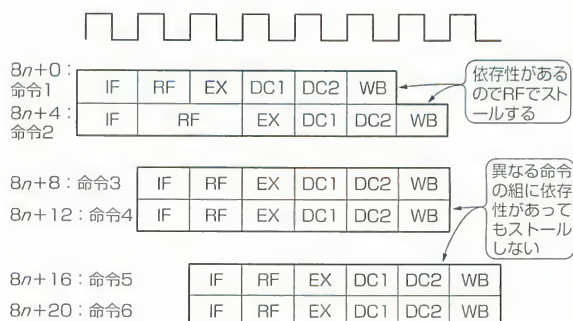 8n+0：
命令1
IF RF EX DC1 DC2 WB
依存性がある
のでRFでスト
ールする
8n+4：
命令2
IF RF EX DC1 DC2 WB
8n+8：命令3 IF RF EX DC1 DC2 WB
8n+12：命令4 IF RF EX DC1 DC2 WB
異なる命令
の組に依存
性があって
もストール
しない
8n+16：命令5 IF RF EX DC1 DC2 WB
8n+20：命令6 IF RF EX DC1 DC2 WB